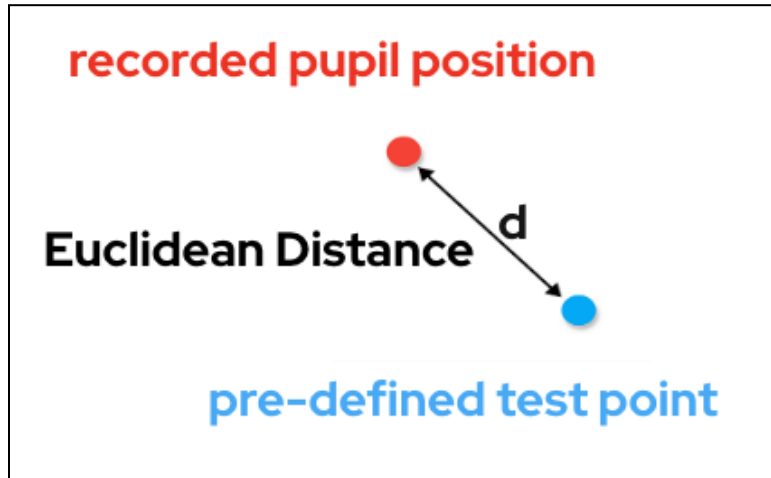 recorded pupil position
d
Euclidean Distance
pre-defined test point